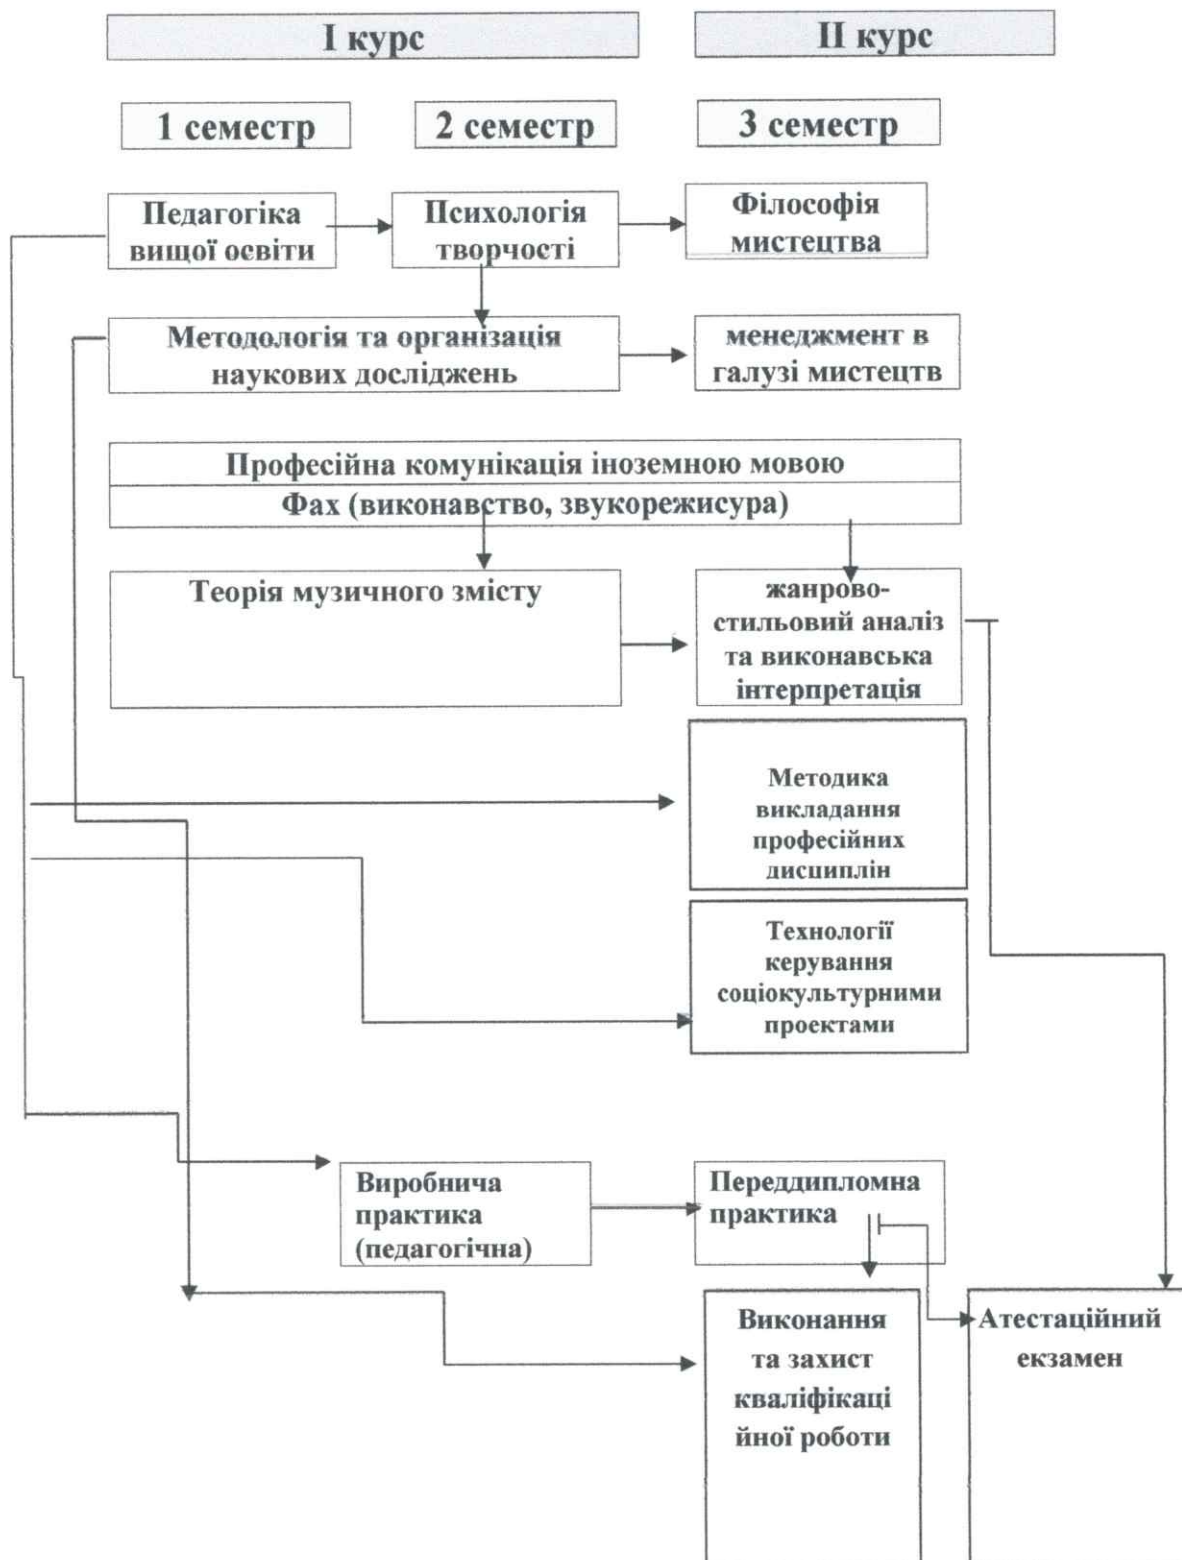 І курс
ІІ курс
1 семестр
2 семестр
3 семестр
Педагогіка
вищої освіти
Психологія
творчості
Філософія
мистецтва
Методологія та організація
наукових досліджень
менеджмент в
галузі мистецтв
Професійна комунікація іноземною мовою
Фах (виконавство, звукорежисура)
Теорія музичного змісту
жанрово-
стильовий аналіз
та виконавська
інтерпретація
Методика
викладання
професійних
дисциплін
Технології
керування
соціокультурними
проектами
Виробнича
практика
(педагогічна)
Переддипломна
практика
Виконання
та захист
кваліфікаці
йної роботи
Атестаційний
екзамен